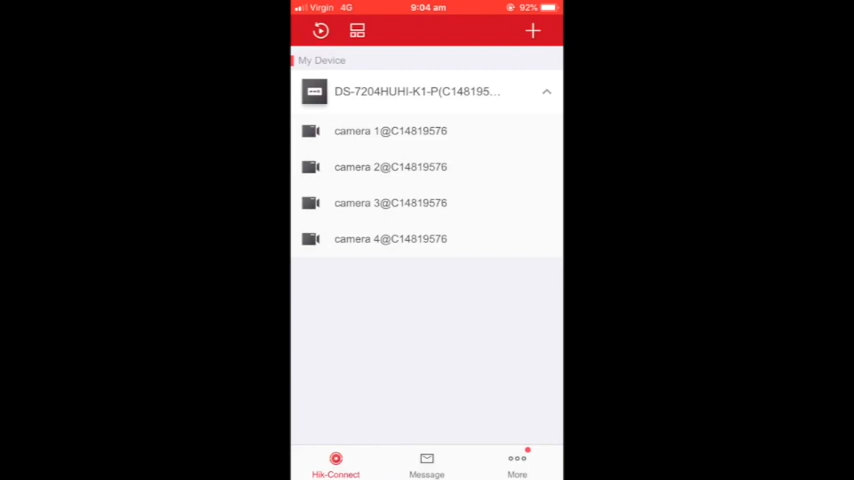 Virgin 4G 9:04 am 92%
My Device
DS-7204HUHI-K1-P(C148195...
camera 1@C14819576
camera 2@C14819576
camera 3@C14819576
camera 4@C14819576
Hik-Connect Message More